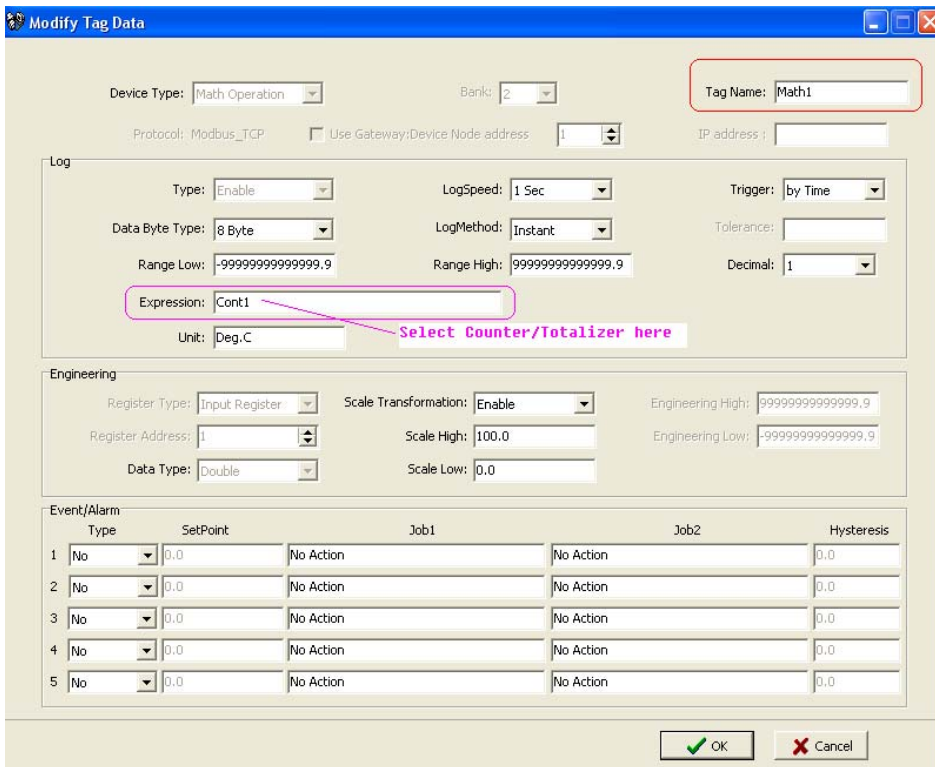 Modify Tag Data
Device Type: Math Operation Bank: 2 Tag Name: Math1
Protocol: Modbus_TCP Use Gateway:Device Node address 1 IP address :
Log
Type: Enable LogSpeed: 1 Sec Trigger: by Time
Data Byte Type: 8 Byte LogMethod: Instant Tolerance:
Range Low: -99999999999999.9 Range High: 99999999999999.9 Decimal: 1
Expression: Cont1
Select Counter/Totalizer here
Unit: Deg.C
Engineering
Register Type: Input Register Scale Transformation: Enable Engineering High: 99999999999999.9
Register Address: 1 Scale High: 100.0 Engineering Low: -99999999999999.9
Data Type: Double Scale Low: 0.0
Event/Alarm
Type SetPoint Job1 Job2 Hysteresis
1 No 0.0 No Action No Action 0.0
2 No 0.0 No Action No Action 0.0
3 No 0.0 No Action No Action 0.0
4 No 0.0 No Action No Action 0.0
5 No 0.0 No Action No Action 0.0
OK Cancel